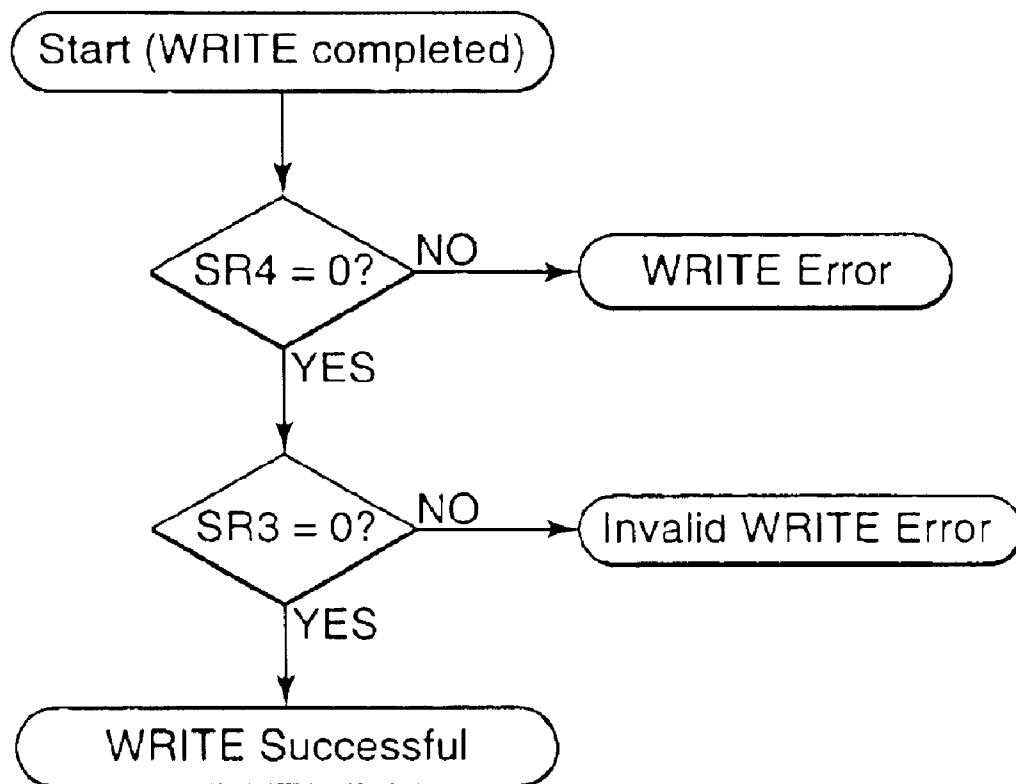 Start (WRITE completed)
SR4 = 0?
NO
WRITE Error
YES
SR3 = 0?
NO
Invalid WRITE Error
YES
WRITE Successful